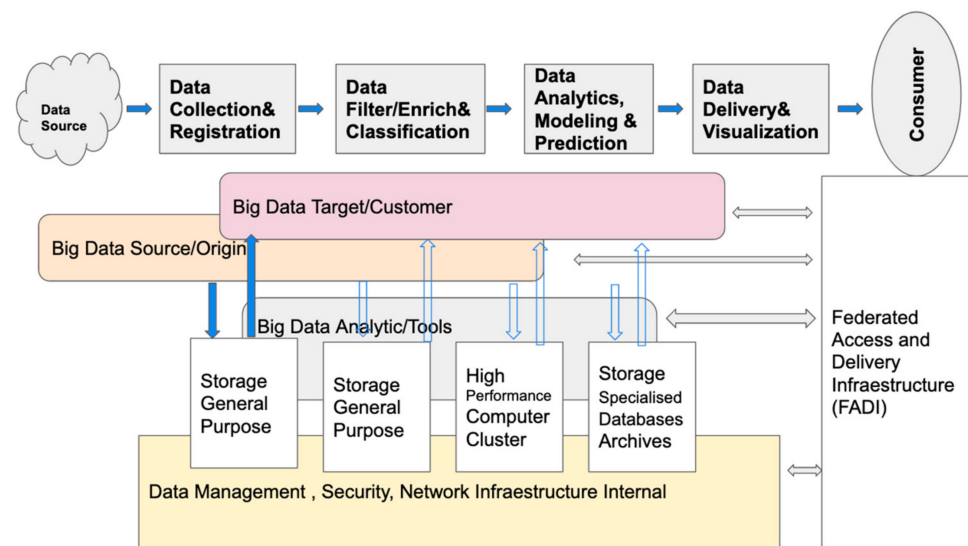 Data
Source
Data
Collection&
Registration
Data
Filter/Enrich&
Classification
Data
Analytics,
Modeling &
Prediction
Data
Delivery&
Visualization
Consumer
Big Data Target/Customer
Big Data Source/Origin
Big Data Analytic/Tools
Storage
General
Purpose
Storage
General
Purpose
High
Performance
Computer
Cluster
Storage
Specialised
Databases
Archives
Federated
Access and
Delivery
Infraestructure
(FADI)
Data Management , Security, Network Infraestructure Internal